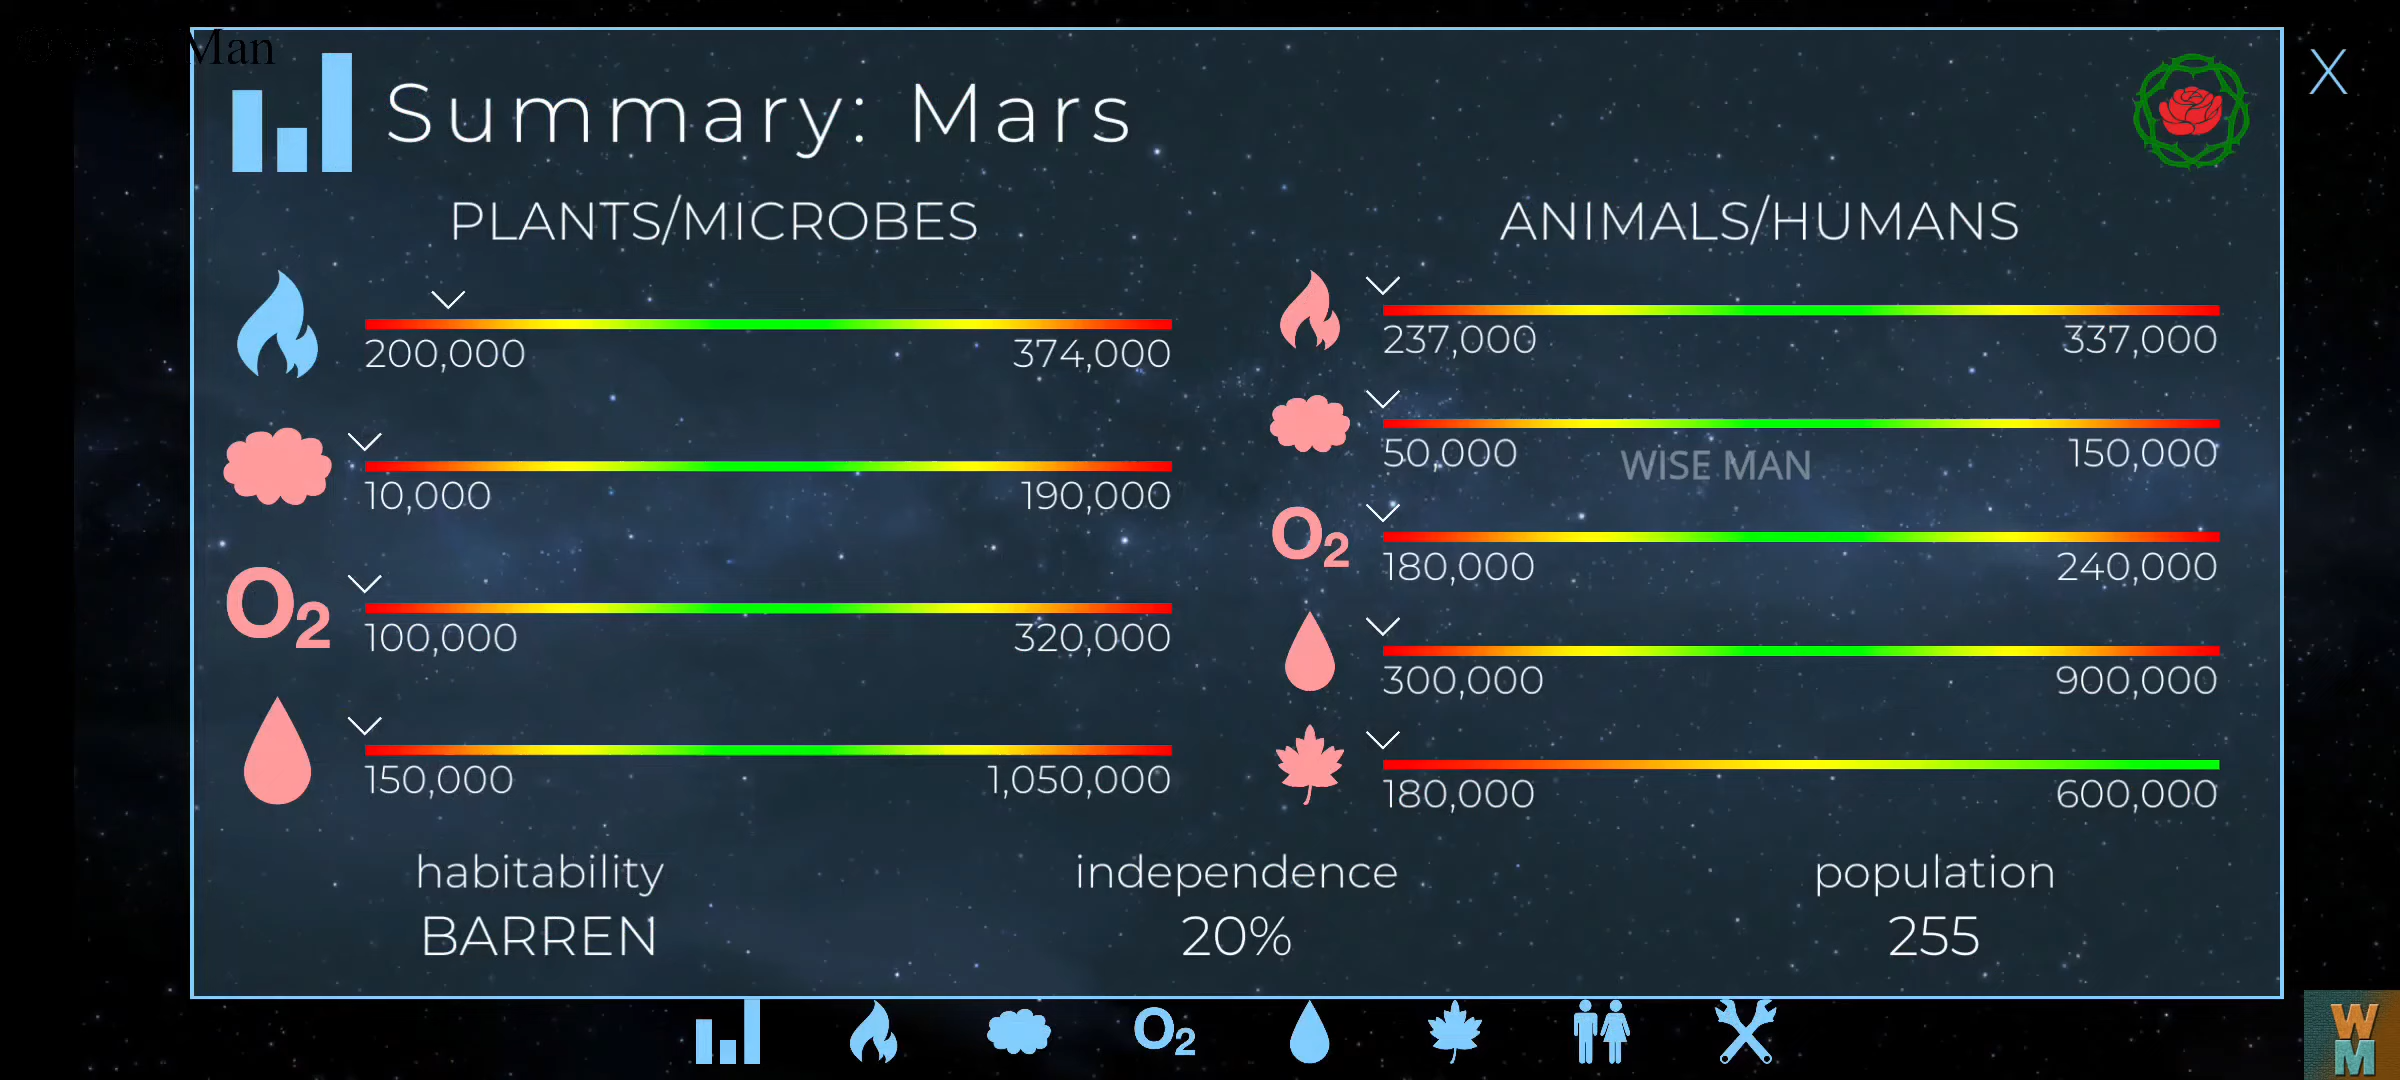 Man
Summary: Mars
X
PLANTS/MICROBES
200,000 374,000
10,000 190,000
O2
100,000 320,000
150,000 1,050,000
ANIMALS/HUMANS
237,000 337,000
50,000 150,000
WISE MAN
O2
180,000 240,000
300,000 900,000
180,000 600,000
habitability
BARREN
independence
20%
population
255
O2
WM